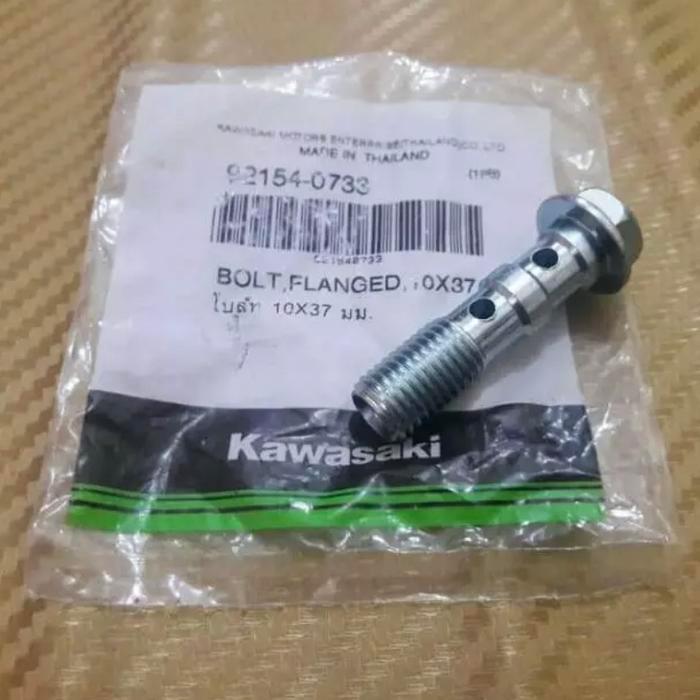 KAWASAKI MOTORS ENTERPRISE(THAILAND)CO.,LTD
MADE IN THAILAND
92154-0733
921540733
BOLT,FLANGED,10X37
โบลัท 10X37 มม.
Kawasaki